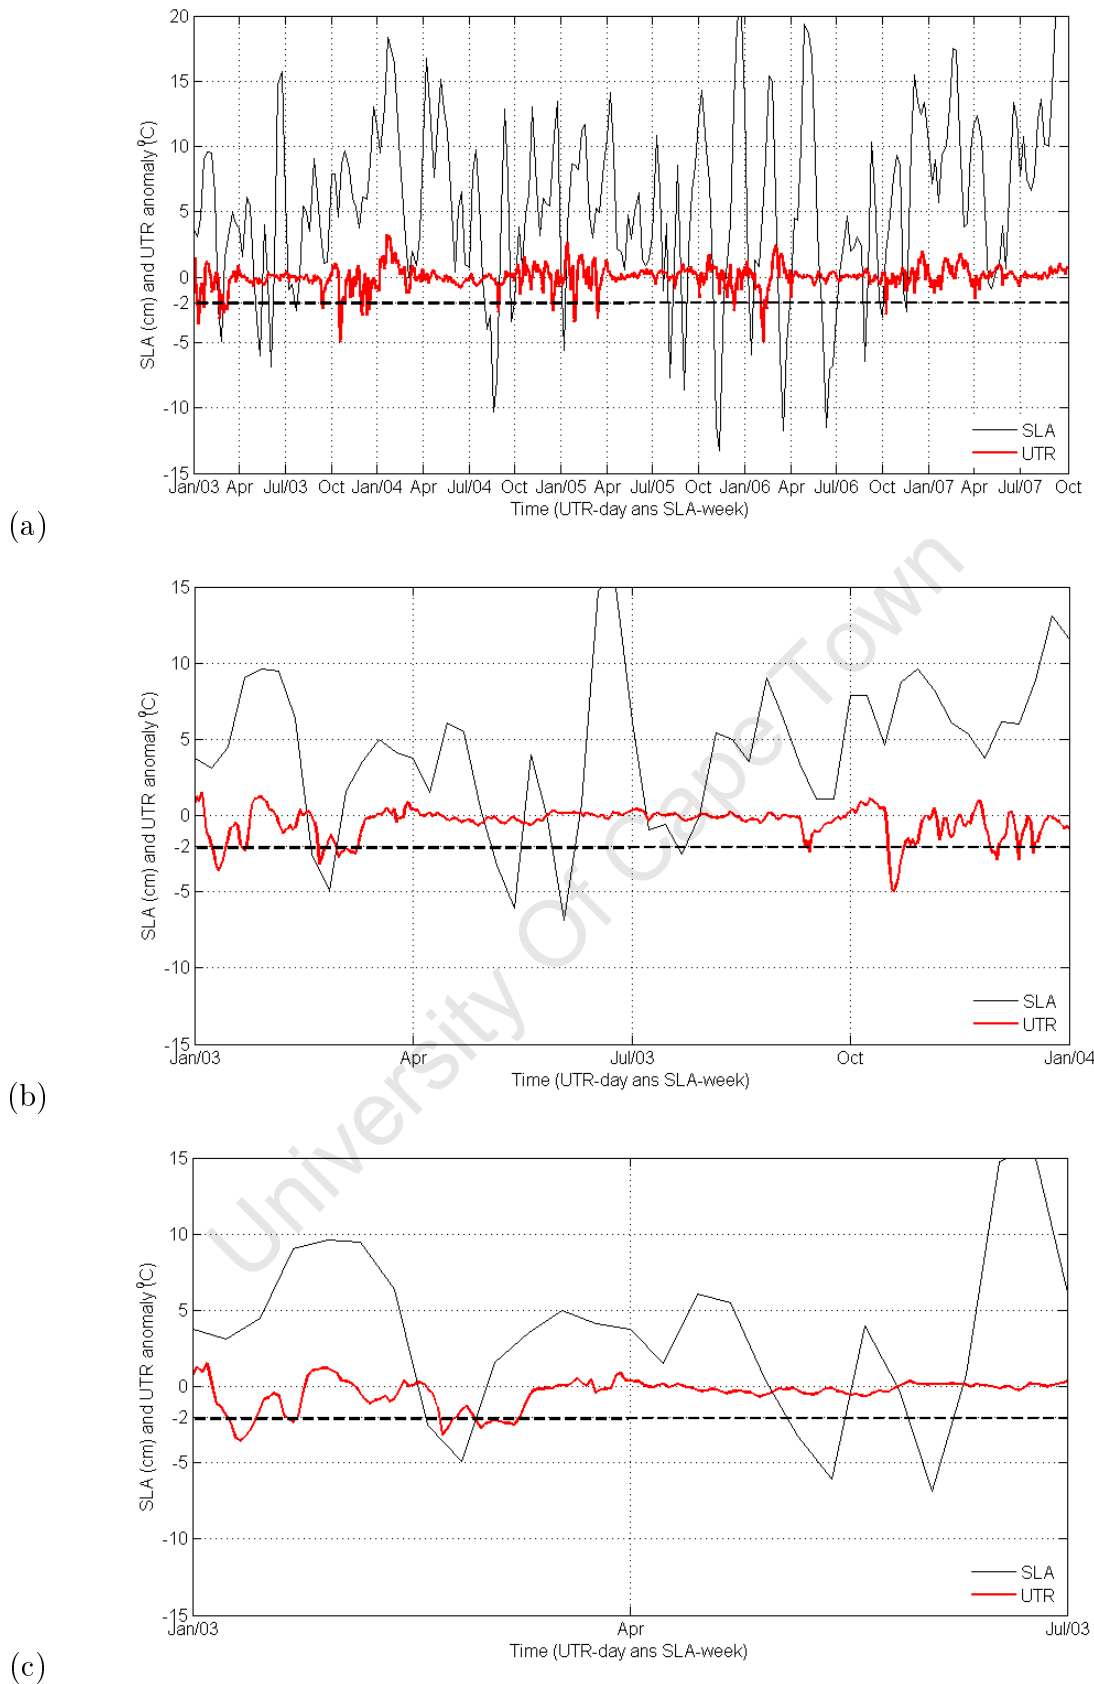 20
15
10
5
0
-2
-5
-10
-15
SLA (cm) and UTR anomaly (⁰C)
SLA
UTR
Jan/03 Apr Jul/03 Oct Jan/04 Apr Jul/04 Oct Jan/05 Apr Jul/05 Oct Jan/06 Apr Jul/06 Oct Jan/07 Apr Jul/07 Oct
Time (UTR-day ans SLA-week)
(a)
15
10
5
0
-2
-5
-10
-15
SLA (cm) and UTR anomaly (⁰C)
SLA
UTR
Jan/03 Apr Jul/03 Oct Jan/04
Time (UTR-day ans SLA-week)
(b)
15
10
5
0
-2
-5
-10
-15
SLA (cm) and UTR anomaly (⁰C)
SLA
UTR
Jan/03 Apr Jul/03
Time (UTR-day ans SLA-week)
(c)
University Of Cape Town